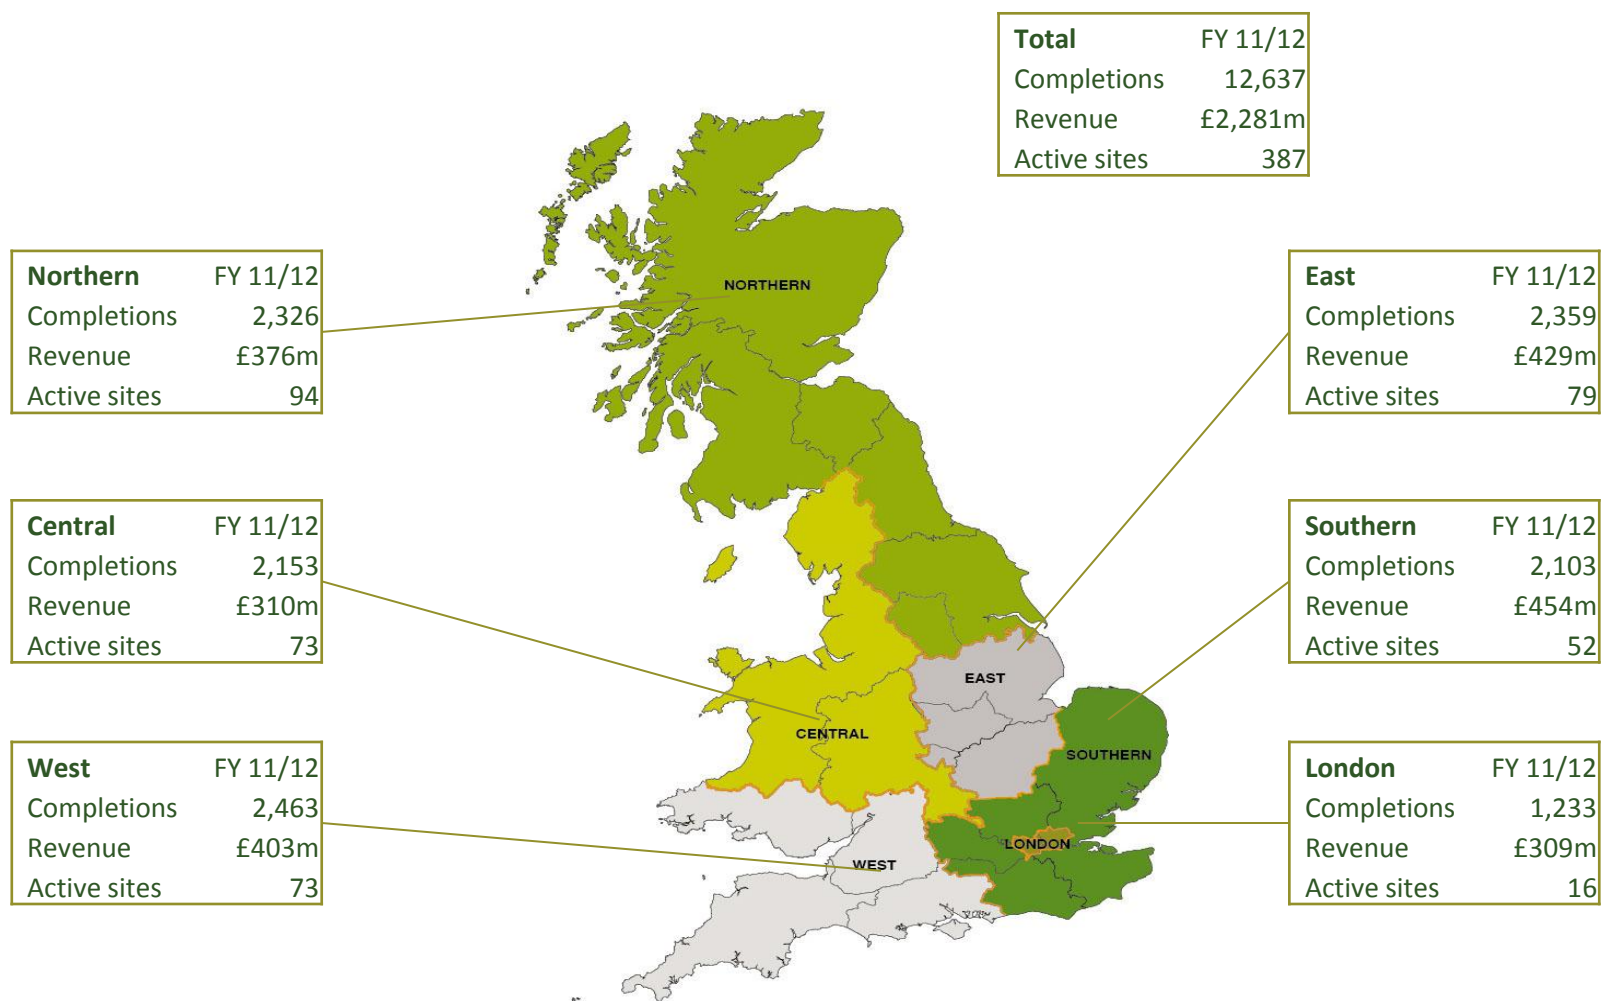 Total FY 11/12
Completions 12,637
Revenue £2,281m
Active sites 387
Northern FY 11/12
Completions 2,326
Revenue £376m
Active sites 94
East FY 11/12
Completions 2,359
Revenue £429m
Active sites 79
Central FY 11/12
Completions 2,153
Revenue £310m
Active sites 73
Southern FY 11/12
Completions 2,103
Revenue £454m
Active sites 52
West FY 11/12
Completions 2,463
Revenue £403m
Active sites 73
London FY 11/12
Completions 1,233
Revenue £309m
Active sites 16
NORTHERN
EAST
CENTRAL
SOUTHERN
LONDON
WEST